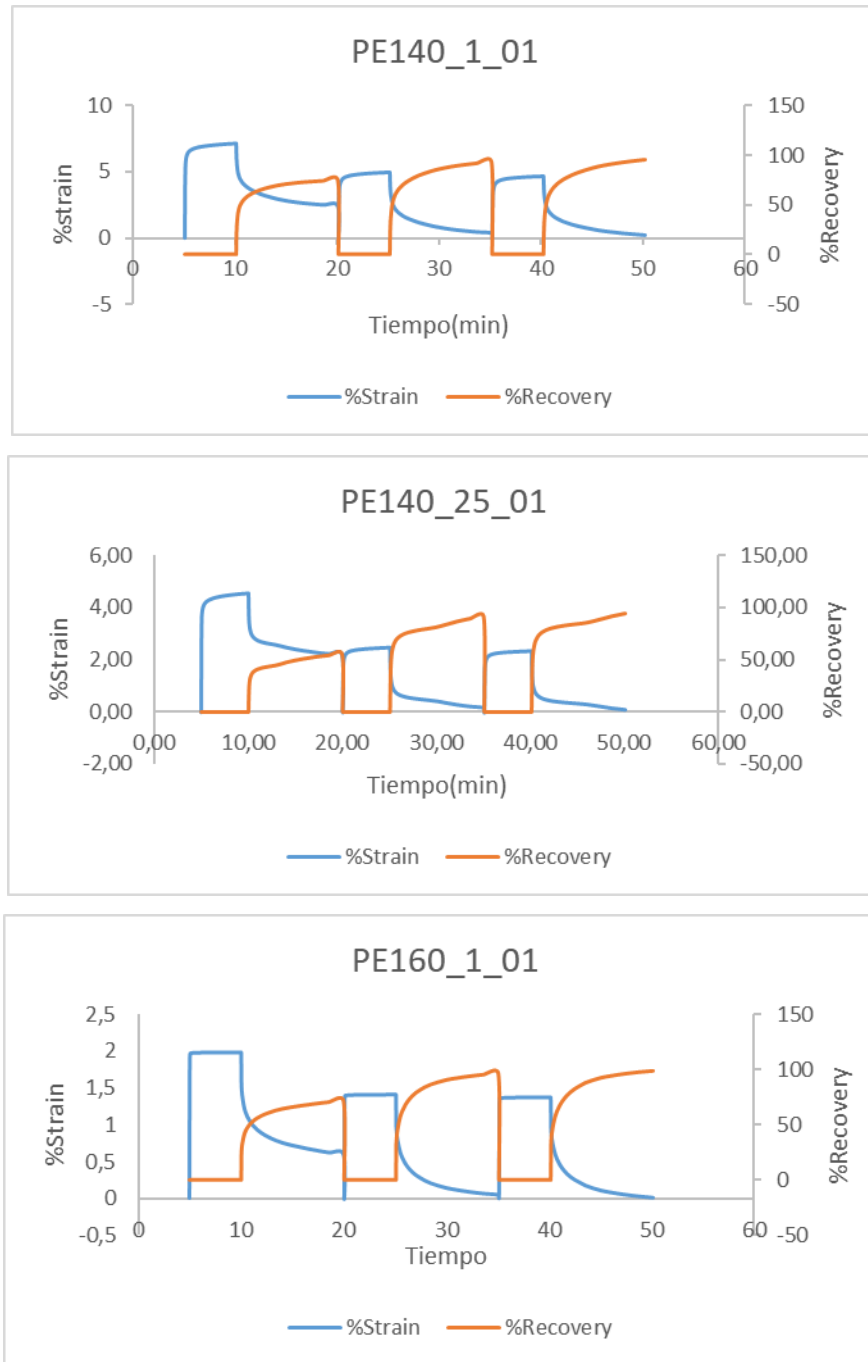 PE140_1_01
10
5
0
-5
%strain
150
100
50
0
-50
%Recovery
0 10 20 30 40 50 60
Tiempo(min)
%Strain %Recovery
PE140_25_01
6,00
4,00
2,00
0,00
-2,00
%Strain
150,00
100,00
50,00
0,00
-50,00
%Recovery
0,00 10,00 20,00 30,00 40,00 50,00 60,00
Tiempo(min)
%Strain %Recovery
PE160_1_01
2,5
2
1,5
1
0,5
0
-0,5
%Strain
150
100
50
0
-50
%Recovery
0 10 20 30 40 50 60
Tiempo
%Strain %Recovery